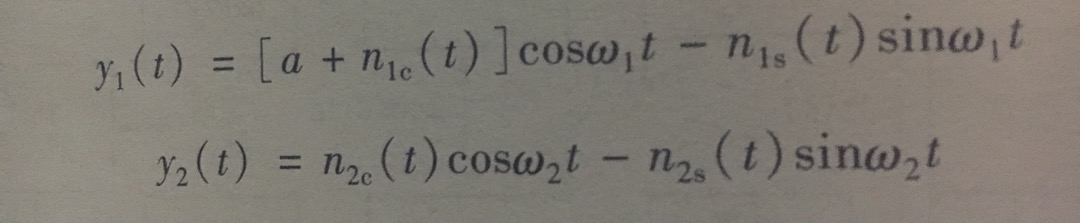 y₁(t) = [a + n₁c(t)]cosω₁t − n₁s(t)sinω₁t
y₂(t) = n₂c(t)cosω₂t − n₂s(t)sinω₂t